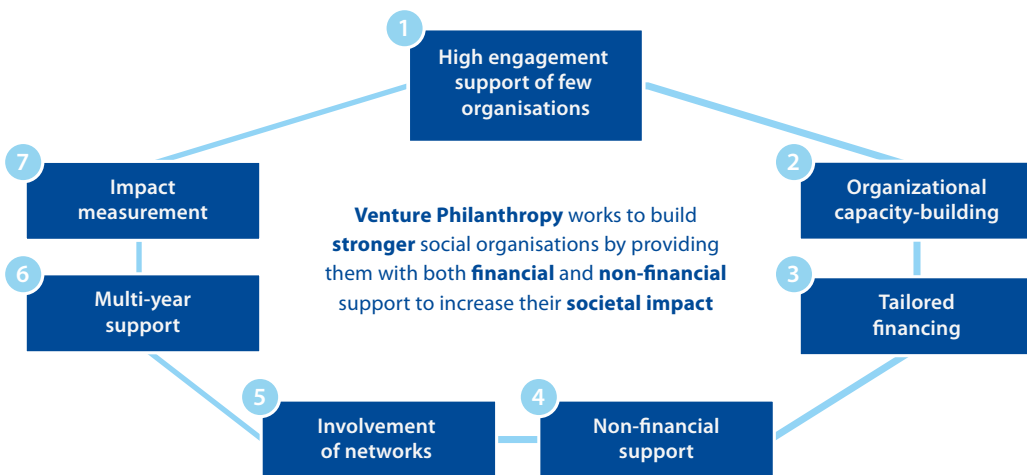 1
High engagement
support of few
organisations
2
Organizational
capacity-building
3
Tailored
financing
4
Non-financial
support
5
Involvement
of networks
6
Multi-year
support
7
Impact
measurement
Venture Philanthropy works to build
stronger social organisations by providing
them with both financial and non-financial
support to increase their societal impact